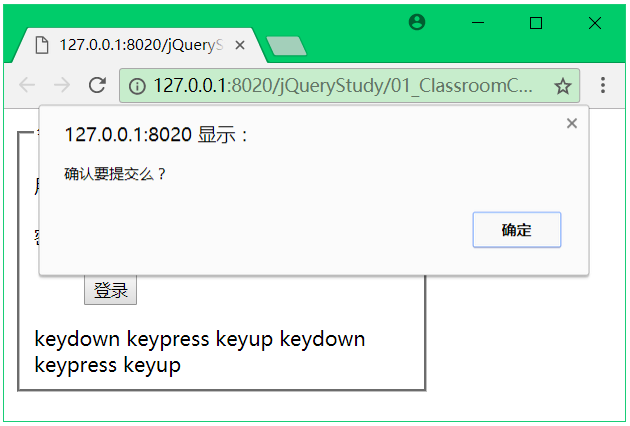 127.0.0.1:8020/jQueryS
127.0.0.1:8020/jQueryStudy/01_ClassroomC...
127.0.0.1:8020 显示：
确认要提交么？
确定
登录
keydown keypress keyup keydown
keypress keyup